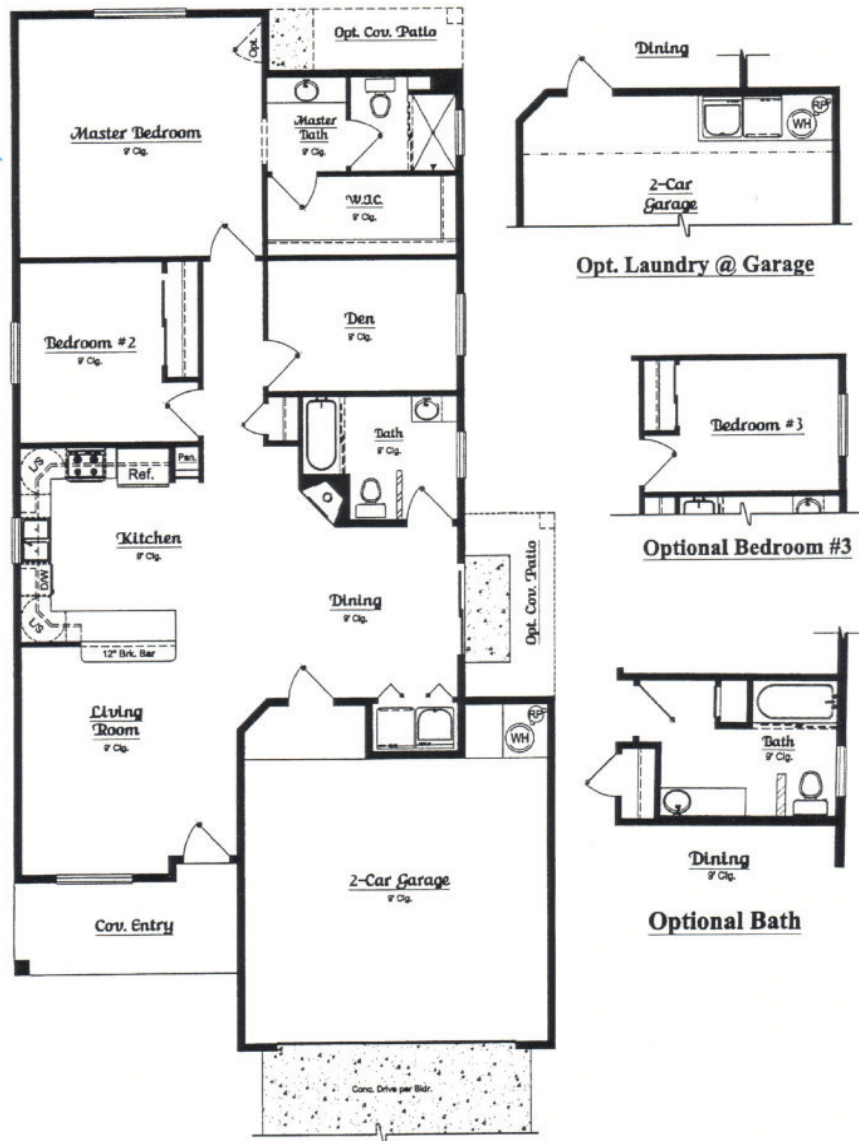 Opt. Cov. Patio
Opt.
Master Bedroom
9' Clg.
Master
Bath
9' Clg.
W.I.C.
9' Clg.
Bedroom #2
9' Clg.
Den
9' Clg.
Bath
9' Clg.
L/S
Ref.
Pan.
Kitchen
9' Clg.
D/W
L/S
12" Brk. Bar
Dining
9' Clg.
Opt. Cov. Patio
Living
Room
9' Clg.
RP
WH
2-Car Garage
9' Clg.
Cov. Entry
Conc. Drive per Bldr.
Dining
RP
WH
2-Car
Garage
Opt. Laundry @ Garage
Bedroom #3
Optional Bedroom #3
Bath
9' Clg.
Dining
9' Clg.
Optional Bath